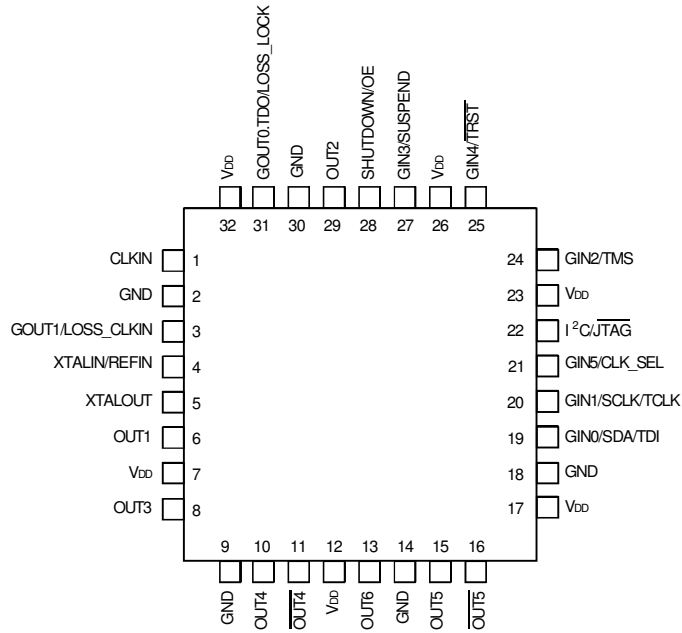 VDD
GOUT0.TDO/LOSS_LOCK
GND
OUT2
SHUTDOWN/OE
GIN3/SUSPEND
VDD
GIN4/TRST
32 31 30 29 28 27 26 25
CLKIN 1
GND 2
GOUT1/LOSS_CLKIN 3
XTALIN/REFIN 4
XTALOUT 5
OUT1 6
VDD 7
OUT3 8
24 GIN2/TMS
23 VDD
22 I²C/JTAG
21 GIN5/CLK_SEL
20 GIN1/SCLK/TCLK
19 GIN0/SDA/TDI
18 GND
17 VDD
9 10 11 12 13 14 15 16
GND
OUT4
OUT4
VDD
OUT6
GND
OUT5
OUT5